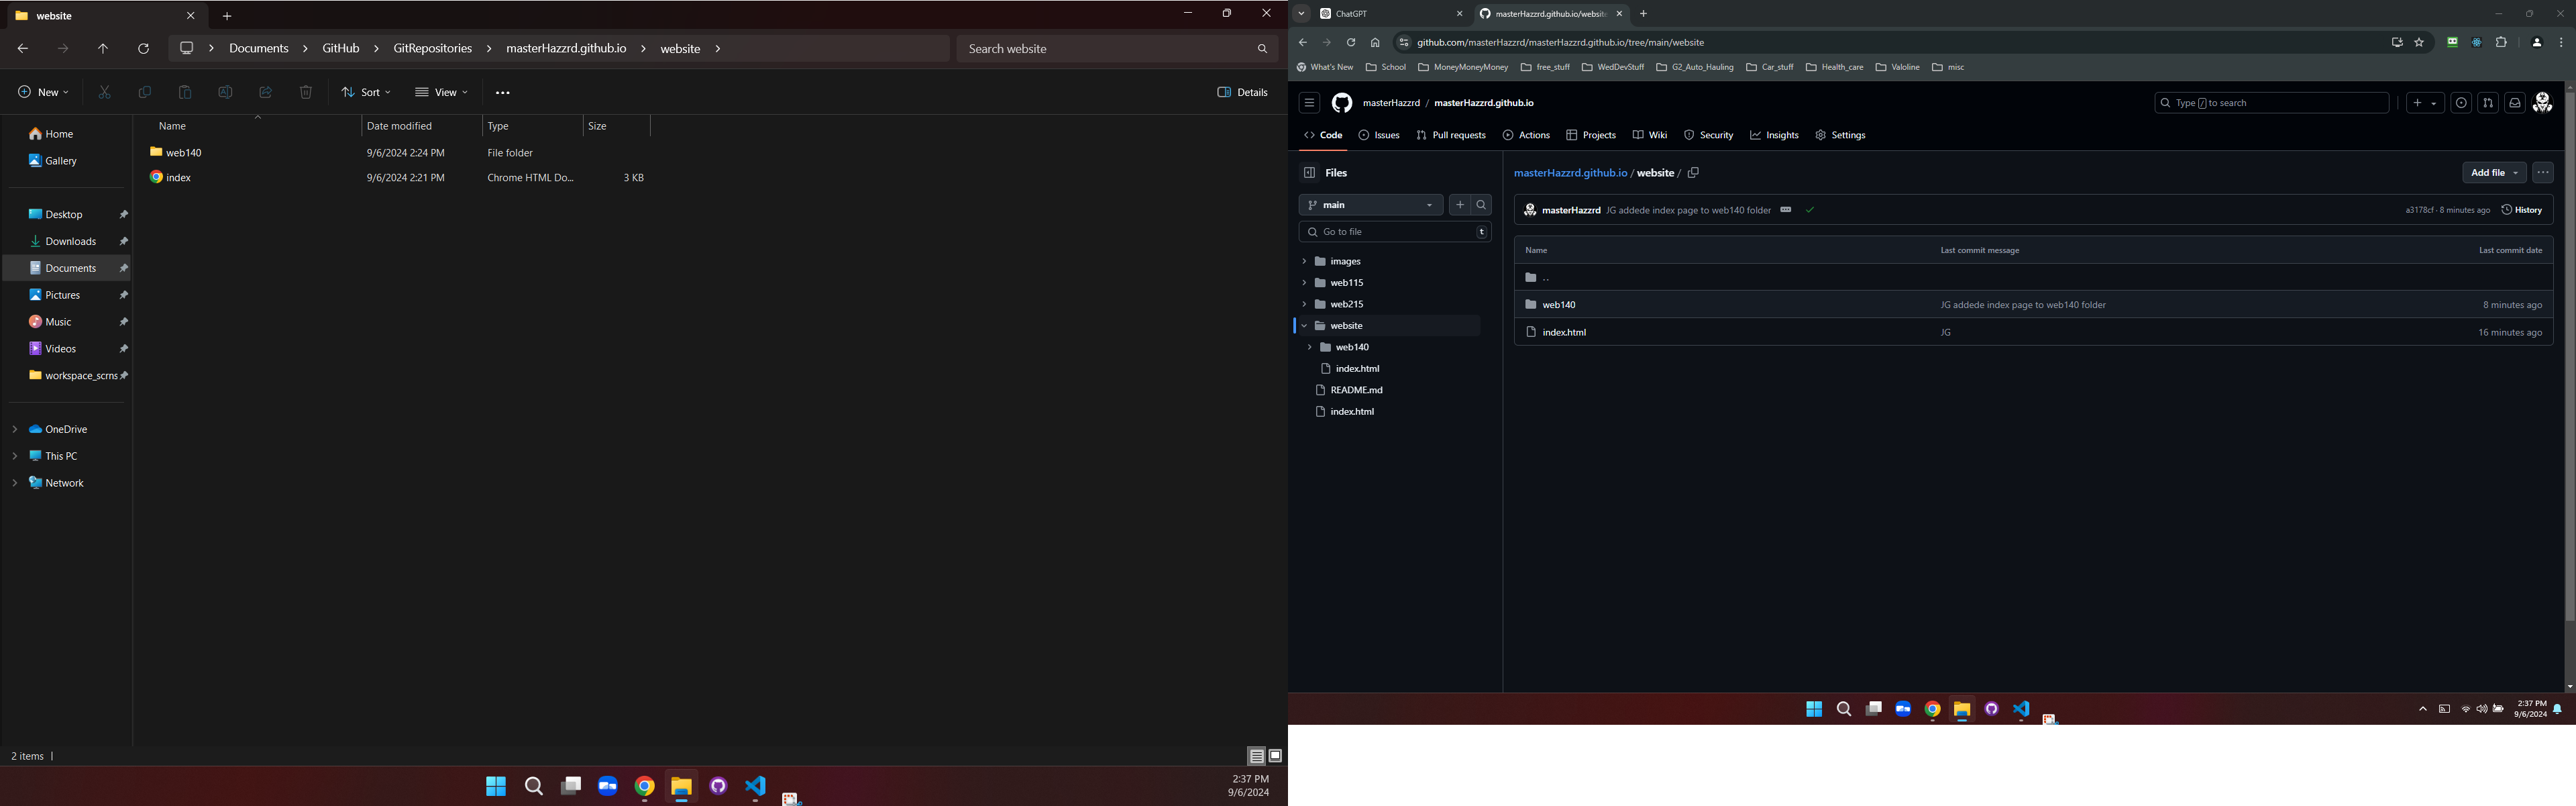 website
Documents > GitHub > GitRepositories > masterHazzrd.github.io > website >
Search website
New
Sort
View
Details
Name Date modified Type Size
web140 9/6/2024 2:24 PM File folder
index 9/6/2024 2:21 PM Chrome HTML Do... 3 KB
Home
Gallery
Desktop
Downloads
Documents
Pictures
Music
Videos
workspace_scrns
OneDrive
This PC
Network
2 items
2:37 PM
9/6/2024
ChatGPT
masterHazzrd.github.io/website
github.com/masterHazzrd/masterHazzrd.github.io/tree/main/website
What's New School MoneyMoneyMoney free_stuff WedDevStuff G2_Auto_Hauling Car_stuff Health_care Valoline misc
masterHazzrd / masterHazzrd.github.io
Type / to search
Code Issues Pull requests Actions Projects Wiki Security Insights Settings
Files
main
Go to file t
images
web115
web215
website
web140
index.html
README.md
index.html
masterHazzrd.github.io / website /
Add file
masterHazzrd JG addede index page to web140 folder a3178cf · 8 minutes ago History
Name Last commit message Last commit date
..
web140 JG addede index page to web140 folder 8 minutes ago
index.html JG 16 minutes ago
2:37 PM
9/6/2024